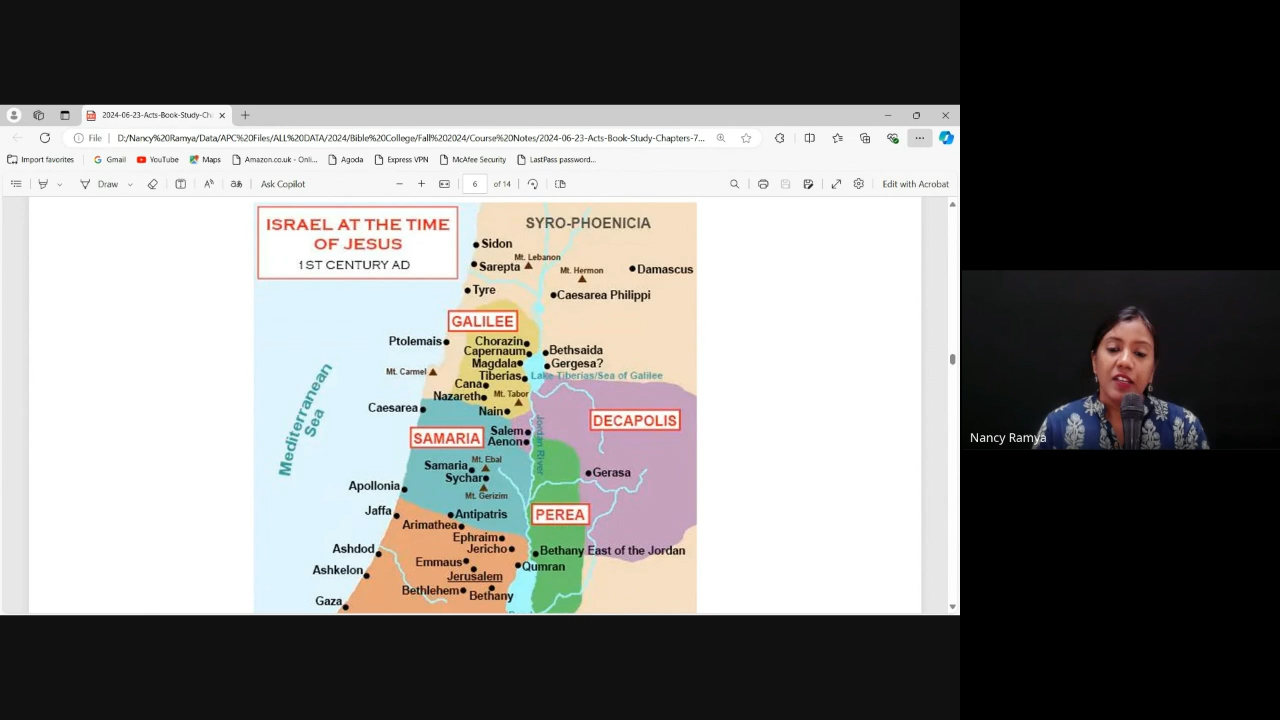 2024-06-23-Acts-Book-Study-Ch
File
D:/Nancy%20Ramya/Data/APC%20Files/ALL%20DATA/2024/Bible%20College/Fall%202024/Course%20Notes/2024-06-23-Acts-Book-Study-Chapters-7...
Import favorites
Gmail
YouTube
Maps
Amazon.co.uk - Onli...
Agoda
Express VPN
McAfee Security
LastPass password...
Draw
Ask Copilot
6 of 14
Edit with Acrobat
ISRAEL AT THE TIME
OF JESUS
1ST CENTURY AD
SYRO-PHOENICIA
Sidon
Mt. Lebanon
Sarepta
Mt. Hermon
Damascus
Tyre
Caesarea Philippi
GALILEE
Ptolemais
Chorazin
Capernaum
Bethsaida
Magdala
Gergesa?
Mt. Carmel
Tiberias
Lake Tiberias/Sea of Galilee
Cana
Nazareth
Mt. Tabor
Mediterranean
Sea
Caesarea
Nain
DECAPOLIS
Jordan River
Salem
Aenon
SAMARIA
Mt. Ebal
Samaria
Sychar
Gerasa
Mt. Gerizim
Apollonia
Jaffa
Antipatris
PEREA
Arimathea
Ephraim
Jericho
Bethany East of the Jordan
Ashdod
Emmaus
Qumran
Ashkelon
Jerusalem
Bethlehem
Bethany
Gaza
Nancy Ramya